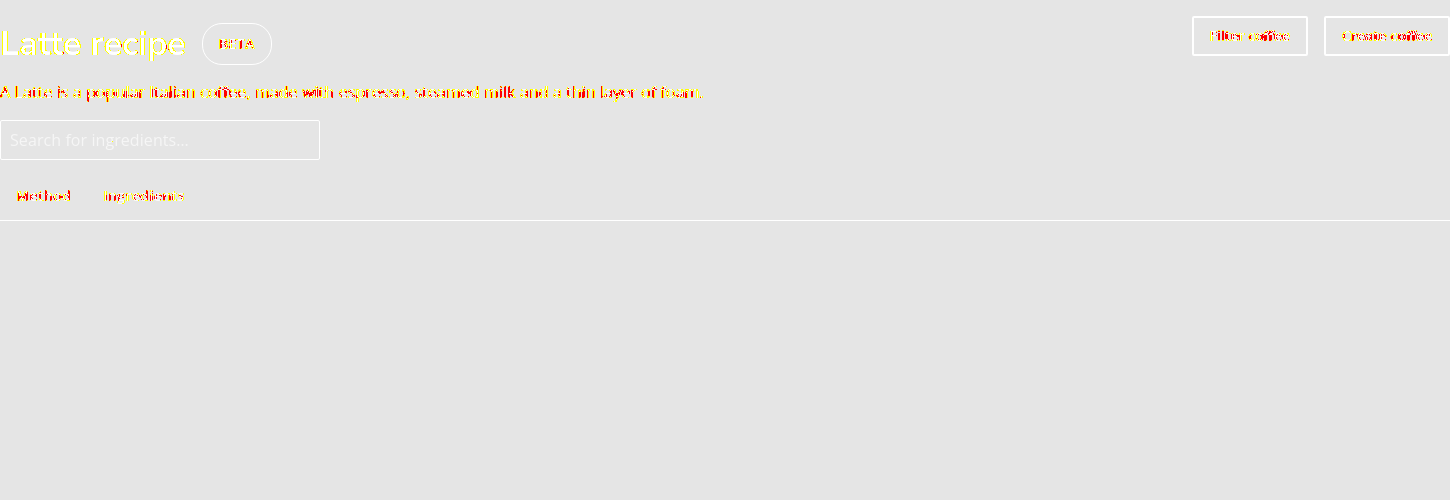 Latte recipe BETA Filter coffee Create coffee
A Latte is a popular Italian coffee, made with espresso, steamed milk and a thin layer of foam.
Search for ingredients...
Method Ingredients